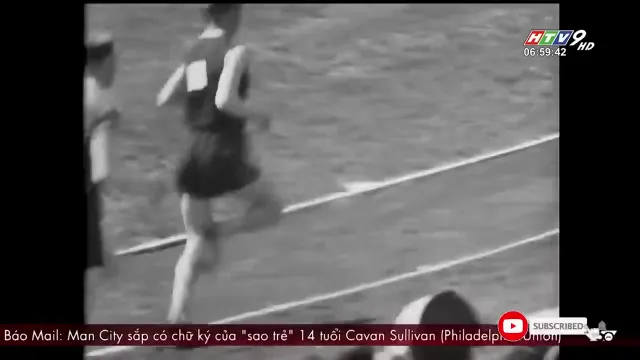 HTV9 HD
06:59:42
SUBSCRIBED
Báo Mail: Man City sắp có chữ ký của "sao trẻ" 14 tuổi Cavan Sullivan (Philadelp Union)